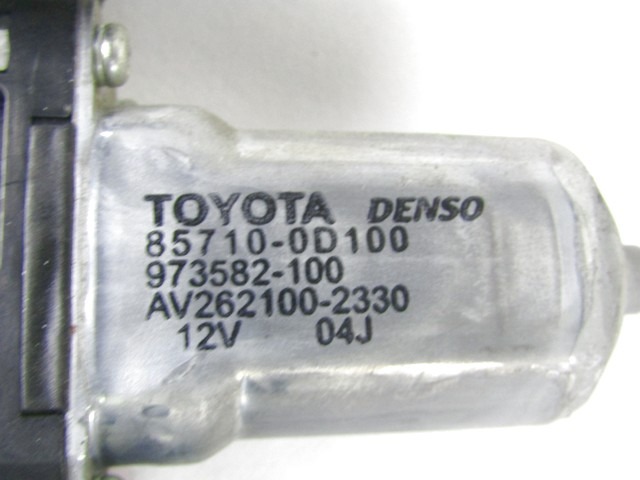 TOYOTA DENSO
85710-0D100
973582-100
AV262100-2330
12V 04J